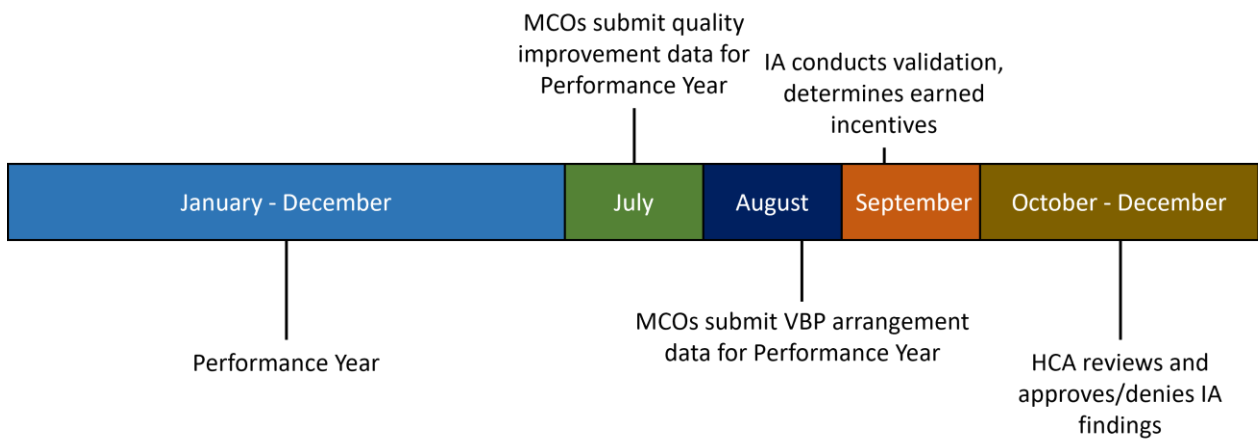 MCOs submit quality
improvement data for
Performance Year
IA conducts validation,
determines earned
incentives
January - December
July
August
September
October - December
Performance Year
MCOs submit VBP arrangement
data for Performance Year
HCA reviews and
approves/denies IA
findings